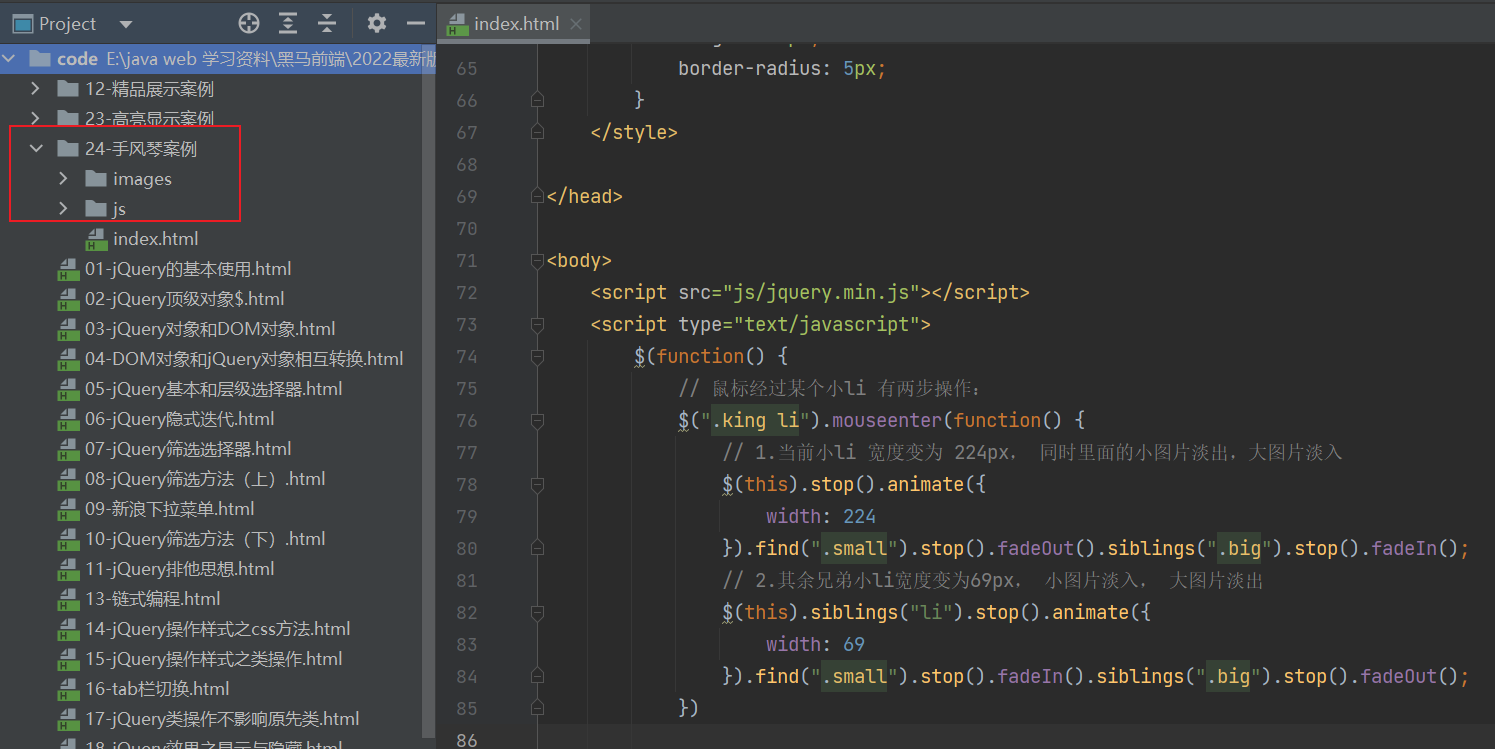 Project
code E:\java web 学习资料\黑马前端\2022最新版
12-精品展示案例
23-高亮显示案例
24-手风琴案例
images
js
index.html
01-jQuery的基本使用.html
02-jQuery顶级对象$.html
03-jQuery对象和DOM对象.html
04-DOM对象和jQuery对象相互转换.html
05-jQuery基本和层级选择器.html
06-jQuery隐式迭代.html
07-jQuery筛选选择器.html
08-jQuery筛选方法（上）.html
09-新浪下拉菜单.html
10-jQuery筛选方法（下）.html
11-jQuery排他思想.html
13-链式编程.html
14-jQuery操作样式之css方法.html
15-jQuery操作样式之类操作.html
16-tab栏切换.html
17-jQuery类操作不影响原先类.html
18-jQuery效果之显示与隐藏.html
index.html
65 border-radius: 5px;
66 }
67 </style>
68
69 </head>
70
71 <body>
72 <script src="js/jquery.min.js"></script>
73 <script type="text/javascript">
74 $(function() {
75 // 鼠标经过某个小li 有两步操作：
76 $(".king li").mouseenter(function() {
77 // 1.当前小li 宽度变为 224px， 同时里面的小图片淡出，大图片淡入
78 $(this).stop().animate({
79 width: 224
80 }).find(".small").stop().fadeOut().siblings(".big").stop().fadeIn();
81 // 2.其余兄弟小li宽度变为69px， 小图片淡入， 大图片淡出
82 $(this).siblings("li").stop().animate({
83 width: 69
84 }).find(".small").stop().fadeIn().siblings(".big").stop().fadeOut();
85 })
86